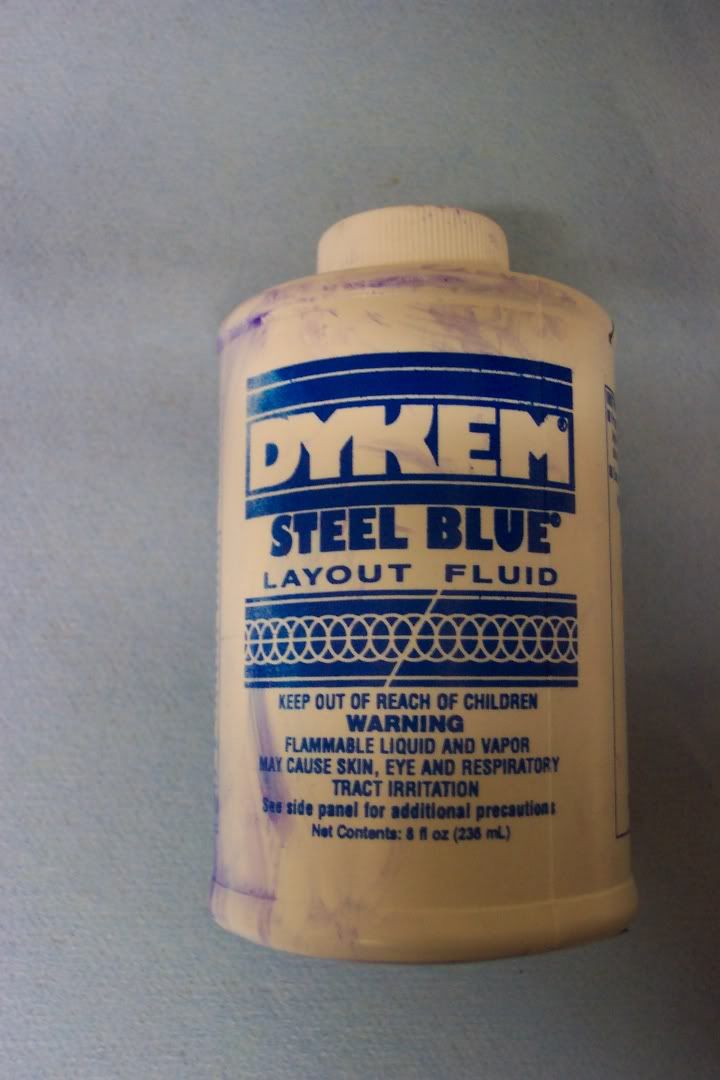 DYKEM®
STEEL BLUE®
LAYOUT FLUID
KEEP OUT OF REACH OF CHILDREN
WARNING
FLAMMABLE LIQUID AND VAPOR
MAY CAUSE SKIN, EYE AND RESPIRATORY
TRACT IRRITATION
See side panel for additional precautions
Net Contents: 8 fl oz (236 mL)